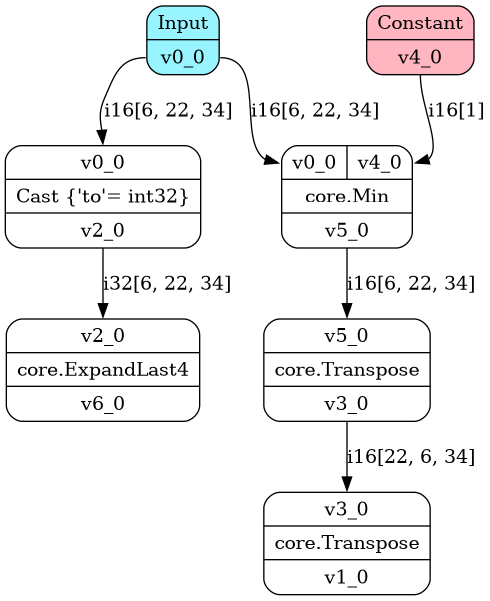 Input
v0_0
Constant
v4_0
i16[6, 22, 34]
i16[6, 22, 34]
i16[1]
v0_0
Cast {'to'= int32}
v2_0
v0_0 v4_0
core.Min
v5_0
i32[6, 22, 34]
i16[6, 22, 34]
v2_0
core.ExpandLast4
v6_0
v5_0
core.Transpose
v3_0
i16[22, 6, 34]
v3_0
core.Transpose
v1_0